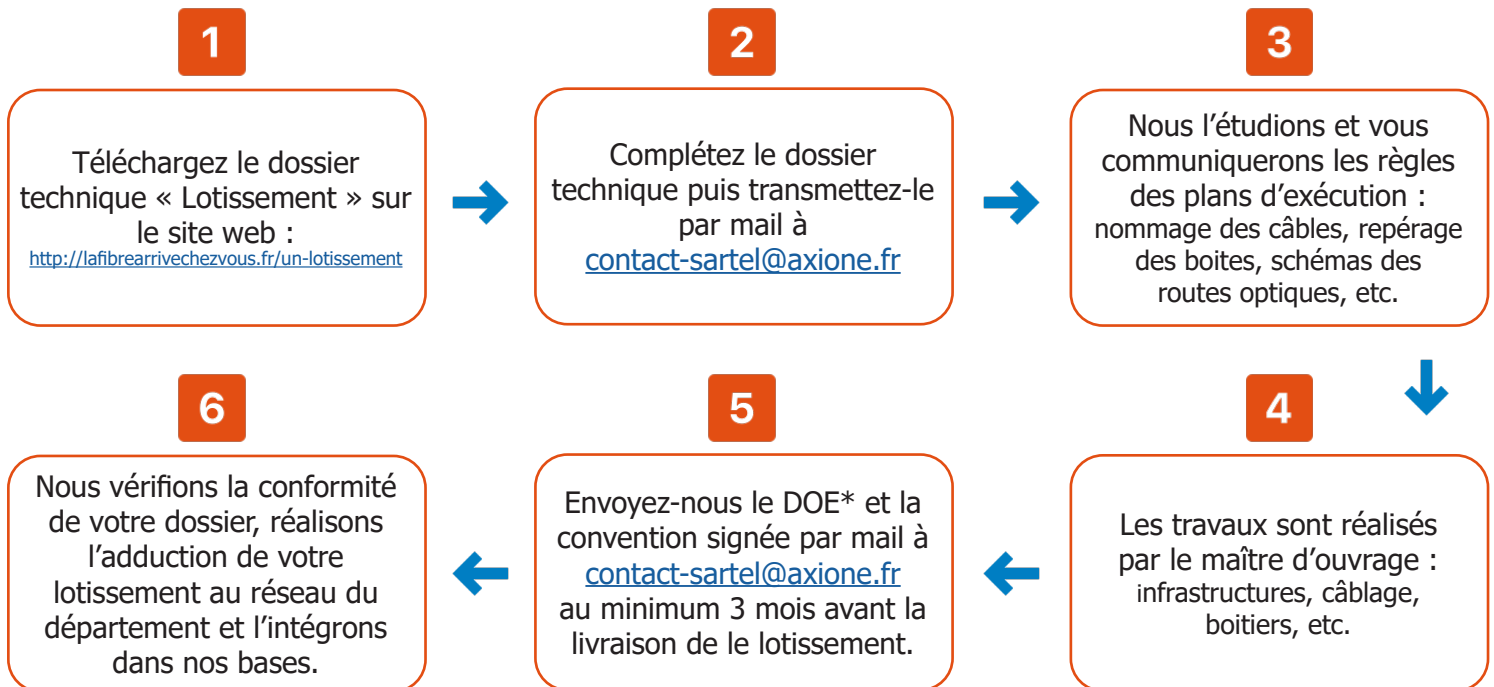 1
Téléchargez le dossier
technique « Lotissement » sur
le site web :
http://lafibrearrivechezvous.fr/un-lotissement
2
Complétez le dossier
technique puis transmettez-le
par mail à
contact-sartel@axione.fr
3
Nous l’étudions et vous
communiquerons les règles
des plans d’exécution :
nommage des câbles, repérage
des boites, schémas des
routes optiques, etc.
4
Les travaux sont réalisés
par le maître d’ouvrage :
infrastructures, câblage,
boitiers, etc.
5
Envoyez-nous le DOE* et la
convention signée par mail à
contact-sartel@axione.fr
au minimum 3 mois avant la
livraison de le lotissement.
6
Nous vérifions la conformité
de votre dossier, réalisons
l’adduction de votre
lotissement au réseau du
département et l’intégrons
dans nos bases.